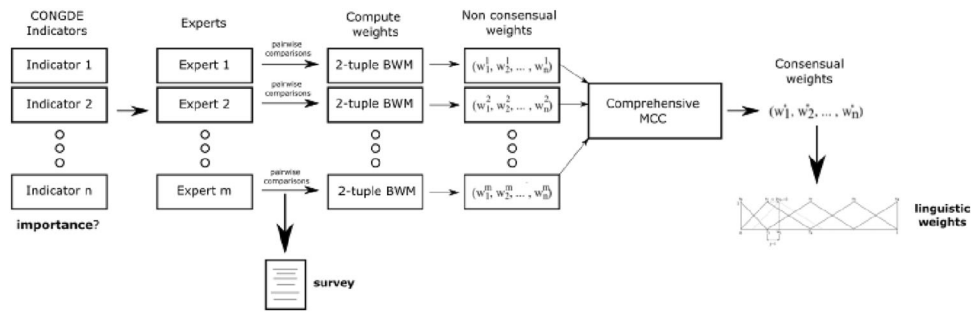 CONGDE
Indicators
Experts
Compute
weights
Non consensual
weights
Indicator 1
Expert 1
pairwise
comparisons
2-tuple BWM
(w₁¹, w₂¹, ... , wₙ¹)
Indicator 2
Expert 2
pairwise
comparisons
2-tuple BWM
(w₁², w₂², ... , wₙ²)
Indicator n
Expert m
pairwise
comparisons
2-tuple BWM
(w₁ᵐ, w₂ᵐ, ... , wₙᵐ)
importance?
survey
Comprehensive
MCC
Consensual
weights
(w₁*, w₂*, ... , wₙ*)
linguistic
weights